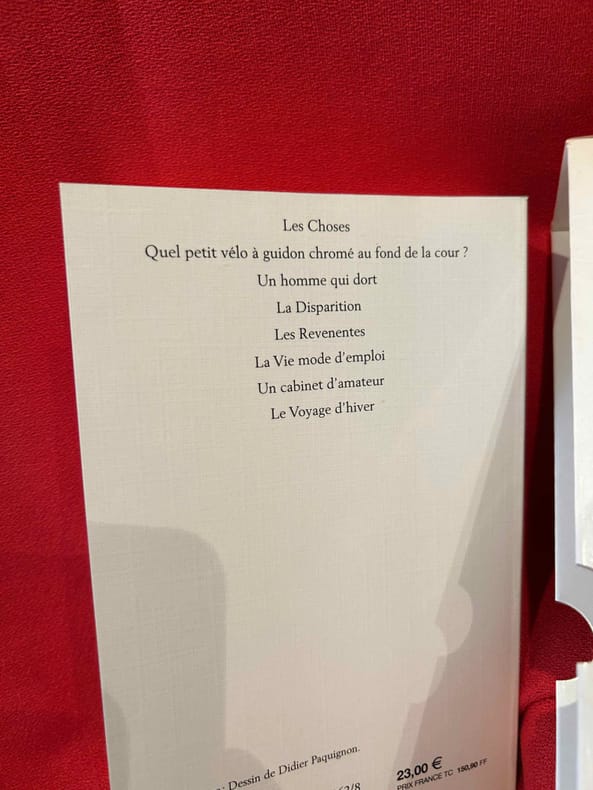 Les Choses
Quel petit vélo à guidon chromé au fond de la cour ?
Un homme qui dort
La Disparition
Les Revenentes
La Vie mode d'emploi
Un cabinet d'amateur
Le Voyage d'hiver
: Dessin de Didier Paquignon.
62/8
23,00 €
PRIX FRANCE TC 150,90 FF